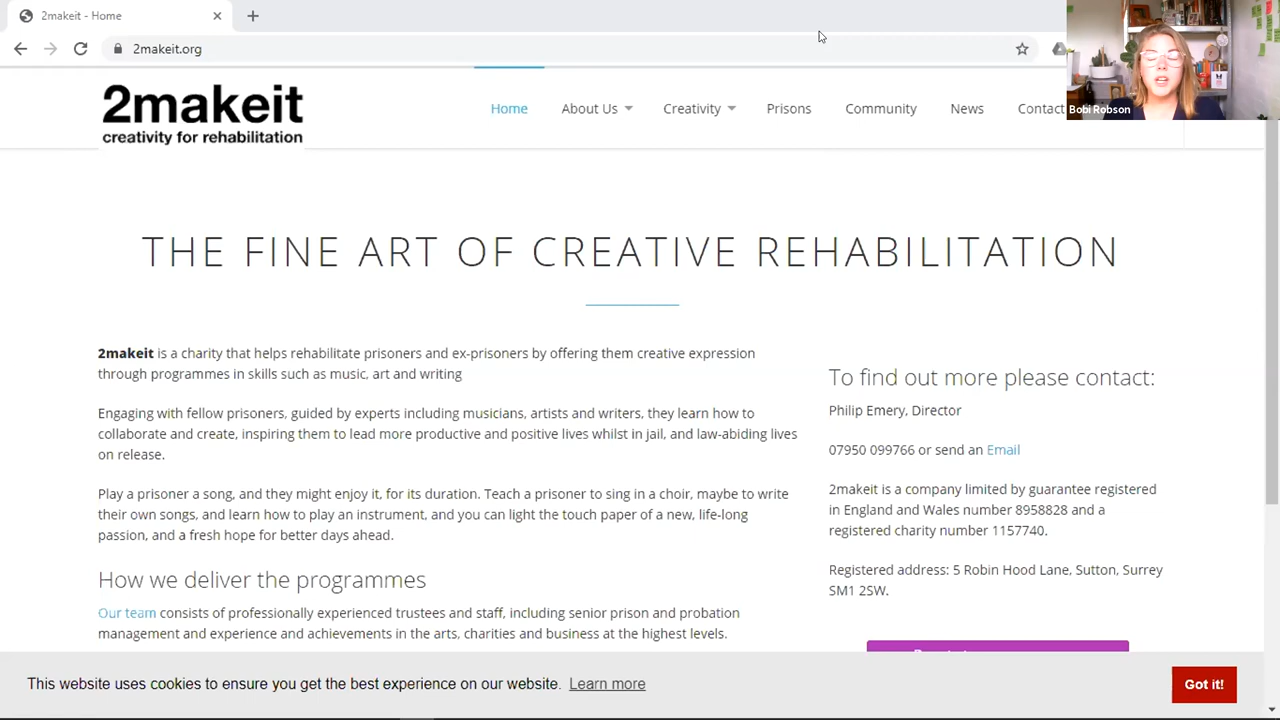 2makeit - Home
2makeit.org
Bobi Robson
2makeit
creativity for rehabilitation
Home About Us Creativity Prisons Community News Contact
THE FINE ART OF CREATIVE REHABILITATION
2makeit is a charity that helps rehabilitate prisoners and ex-prisoners by offering them creative expression
through programmes in skills such as music, art and writing
Engaging with fellow prisoners, guided by experts including musicians, artists and writers, they learn how to
collaborate and create, inspiring them to lead more productive and positive lives whilst in jail, and law-abiding lives
on release.
Play a prisoner a song, and they might enjoy it, for its duration. Teach a prisoner to sing in a choir, maybe to write
their own songs, and learn how to play an instrument, and you can light the touch paper of a new, life-long
passion, and a fresh hope for better days ahead.
How we deliver the programmes
Our team consists of professionally experienced trustees and staff, including senior prison and probation
management and experience and achievements in the arts, charities and business at the highest levels.
To find out more please contact:
Philip Emery, Director
07950 099766 or send an Email
2makeit is a company limited by guarantee registered
in England and Wales number 8958828 and a
registered charity number 1157740.
Registered address: 5 Robin Hood Lane, Sutton, Surrey
SM1 2SW.
This website uses cookies to ensure you get the best experience on our website. Learn more
Got it!